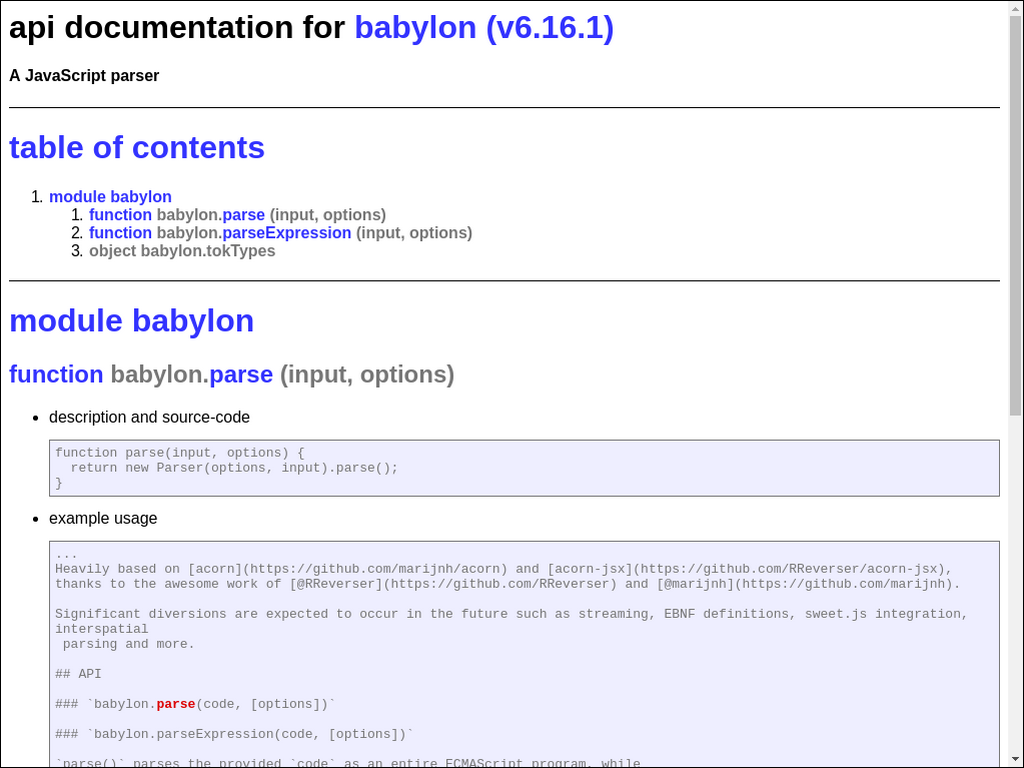 api documentation for babylon (v6.16.1)
A JavaScript parser
table of contents
1. module babylon
1. function babylon.parse (input, options)
2. function babylon.parseExpression (input, options)
3. object babylon.tokTypes
module babylon
function babylon.parse (input, options)
• description and source-code
function parse(input, options) {
  return new Parser(options, input).parse();
}
• example usage
...
Heavily based on [acorn](https://github.com/marijnh/acorn) and [acorn-jsx](https://github.com/RReverser/acorn-jsx),
thanks to the awesome work of [@RReverser](https://github.com/RReverser) and [@marijnh](https://github.com/marijnh).
Significant diversions are expected to occur in the future such as streaming, EBNF definitions, sweet.js integration,
interspatial
 parsing and more.
## API
### `babylon.parse(code, [options])`
### `babylon.parseExpression(code, [options])`
`parse()` parses the provided `code` as an entire ECMAScript program, while